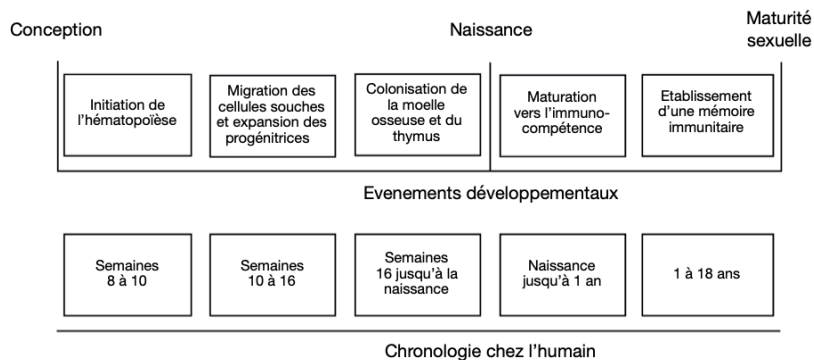 Conception
Naissance
Maturité
sexuelle
Initiation de
l'hématopoïèse
Migration des
cellules souches
et expansion des
progénitrices
Colonisation de
la moelle
osseuse et du
thymus
Maturation
vers l'immuno-
compétence
Etablissement
d'une mémoire
immunitaire
Evenements développementaux
Semaines
8 à 10
Semaines
10 à 16
Semaines
16 jusqu'à la
naissance
Naissance
jusqu'à 1 an
1 à 18 ans
Chronologie chez l'humain